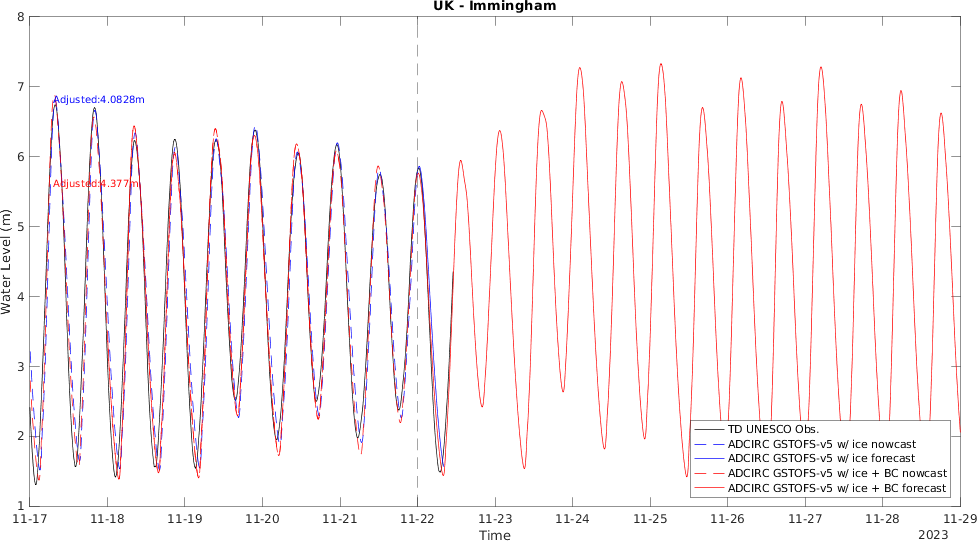 UK - Immingham
8
7
6
5
4
3
2
1
Water Level (m)
Adjusted:4.0828m
Adjusted:4.377m
TD UNESCO Obs.
ADCIRC GSTOFS-v5 w/ ice nowcast
ADCIRC GSTOFS-v5 w/ ice forecast
ADCIRC GSTOFS-v5 w/ ice + BC nowcast
ADCIRC GSTOFS-v5 w/ ice + BC forecast
11-17 11-18 11-19 11-20 11-21 11-22 11-23 11-24 11-25 11-26 11-27 11-28 11-29
Time
2023